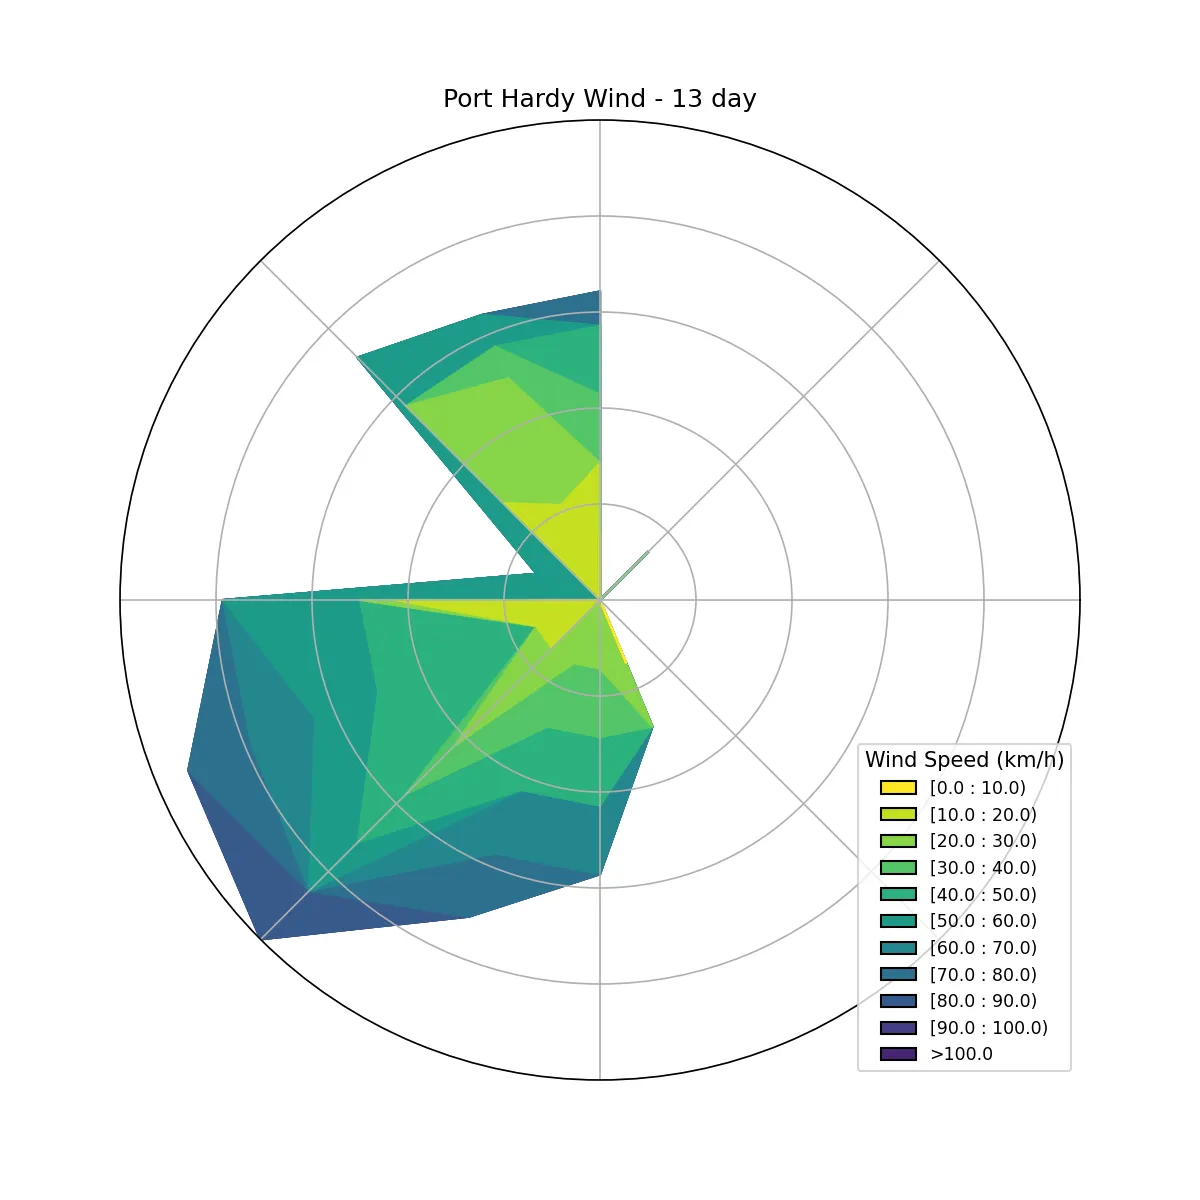 Port Hardy Wind - 13 day
Wind Speed (km/h)
[0.0 : 10.0)
[10.0 : 20.0)
[20.0 : 30.0)
[30.0 : 40.0)
[40.0 : 50.0)
[50.0 : 60.0)
[60.0 : 70.0)
[70.0 : 80.0)
[80.0 : 90.0)
[90.0 : 100.0)
>100.0